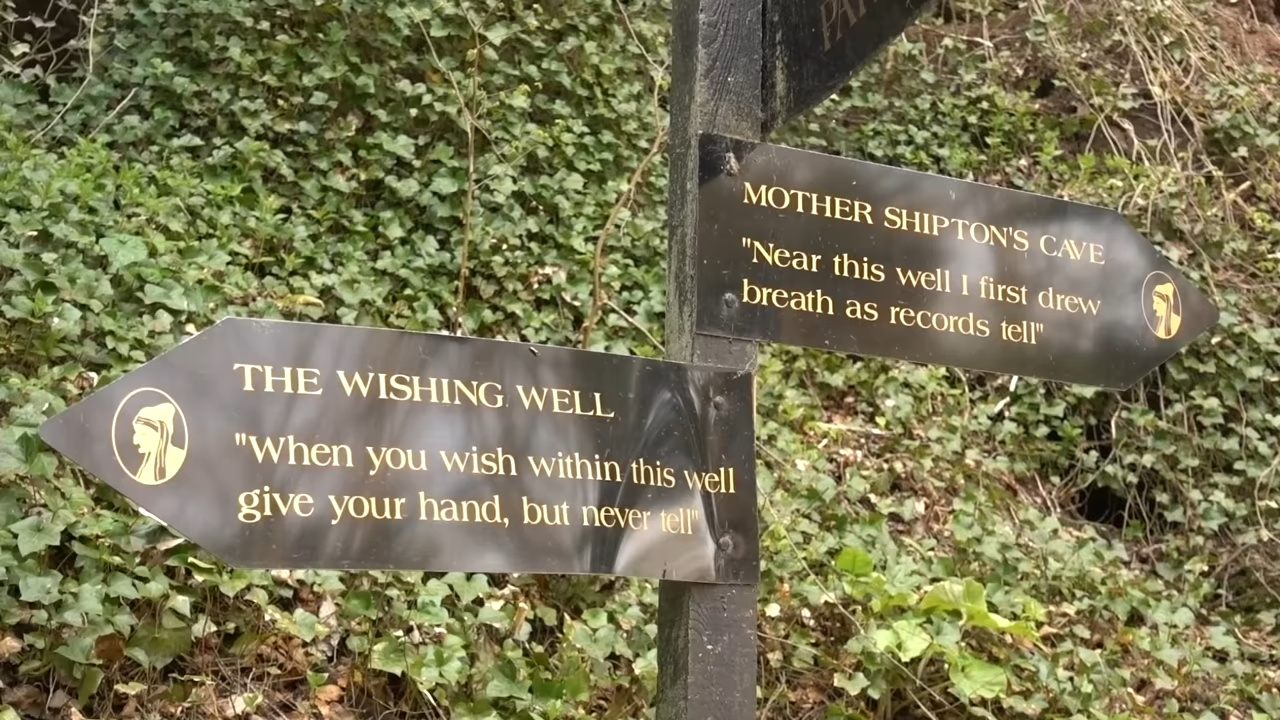 MOTHER SHIPTON'S CAVE
"Near this well I first drew
breath as records tell"
THE WISHING WELL
"When you wish within this well
give your hand, but never tell"